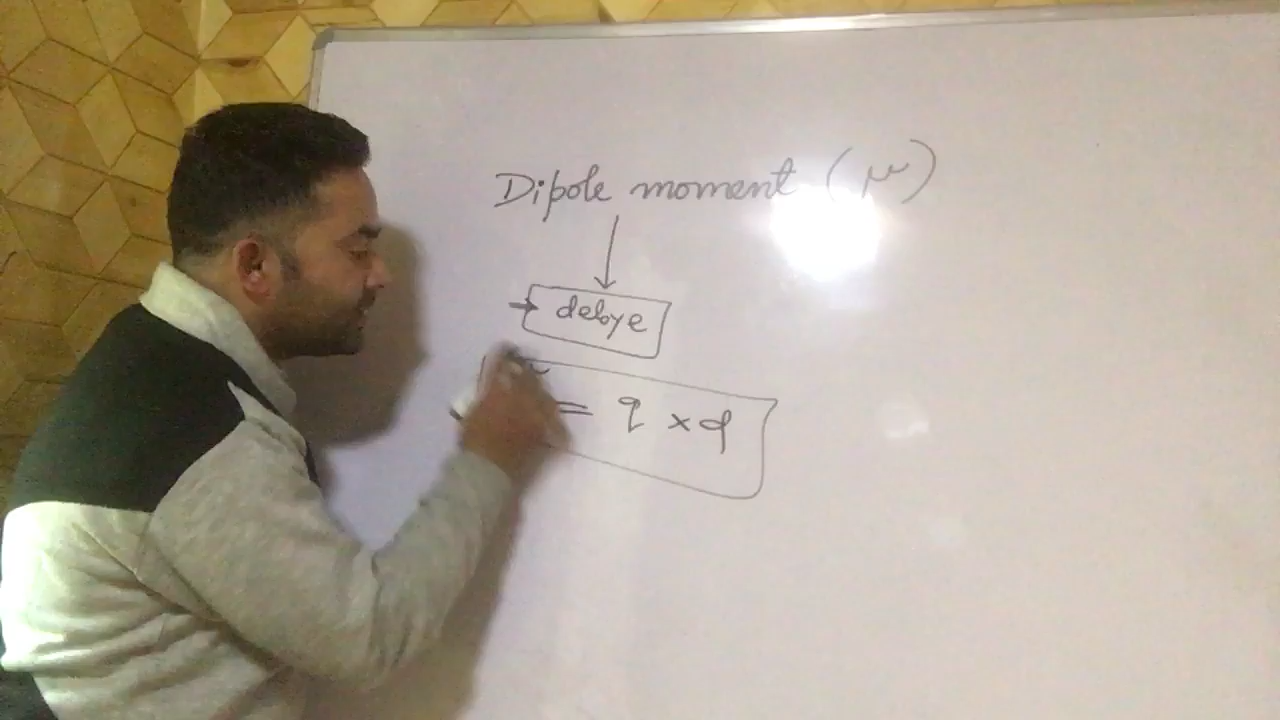 Dipole moment (μ)
debye
= q × d